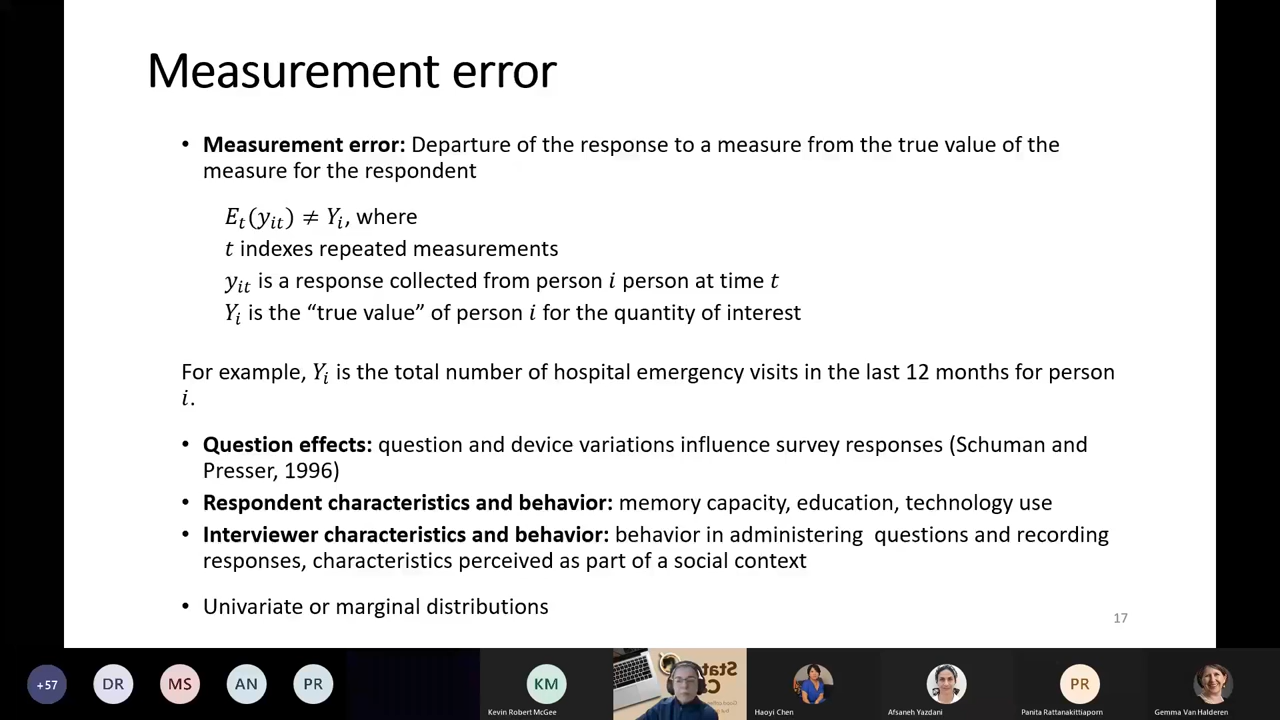 Measurement error
• Measurement error: Departure of the response to a measure from the true value of the
measure for the respondent
E_t(y_it) ≠ Y_i, where
t indexes repeated measurements
y_it is a response collected from person i person at time t
Y_i is the “true value” of person i for the quantity of interest
For example, Y_i is the total number of hospital emergency visits in the last 12 months for person
i.
• Question effects: question and device variations influence survey responses (Schuman and
Presser, 1996)
• Respondent characteristics and behavior: memory capacity, education, technology use
• Interviewer characteristics and behavior: behavior in administering  questions and recording
responses, characteristics perceived as part of a social context
• Univariate or marginal distributions
17
+57
DR
MS
AN
PR
KM
PR
Kevin Robert McGee
Haoyi Chen
Afsaneh Yazdani
Panita Rattanakittiaporn
Gemma Van Halderen